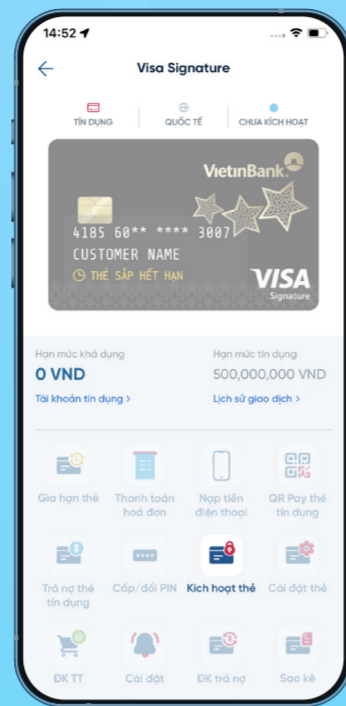 14:52
Visa Signature
TÍN DỤNG
QUỐC TẾ
CHƯA KÍCH HOẠT
VietinBank
4185 60** **** 3007
CUSTOMER NAME
THẺ SẮP HẾT HẠN
VISA
Signature
Hạn mức khả dụng
Hạn mức tín dụng
0 VND
500,000,000 VND
Tài khoản tín dụng >
Lịch sử giao dịch >
Gia hạn thẻ
Thanh toán
hoá đơn
Nạp tiền
điện thoại
QR Pay thẻ
tín dụng
Trả nợ thẻ
tín dụng
Cấp/đổi PIN
Kích hoạt thẻ
Cài đặt thẻ
ĐK TT
Cài đặt
ĐK trả nợ
Sao kê